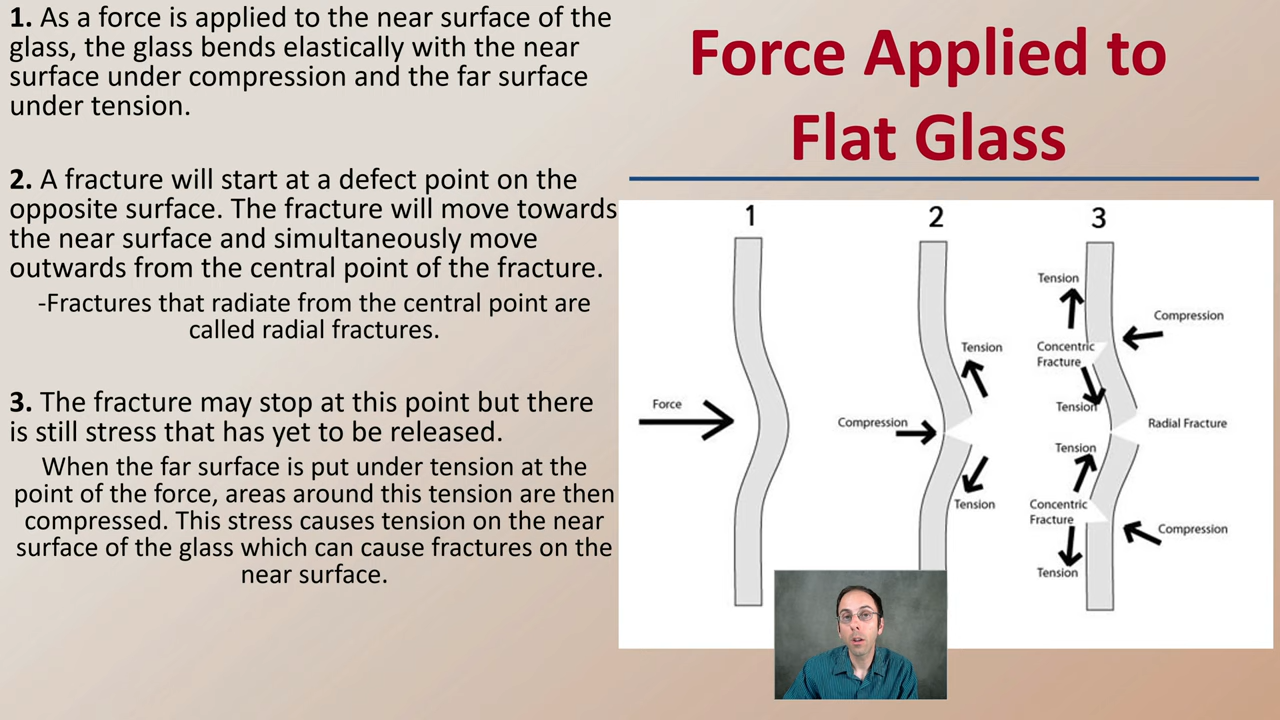 1. As a force is applied to the near surface of the
glass, the glass bends elastically with the near
surface under compression and the far surface
under tension.
2. A fracture will start at a defect point on the
opposite surface. The fracture will move towards
the near surface and simultaneously move
outwards from the central point of the fracture.
-Fractures that radiate from the central point are
called radial fractures.
3. The fracture may stop at this point but there
is still stress that has yet to be released.
When the far surface is put under tension at the
point of the force, areas around this tension are then
compressed. This stress causes tension on the near
surface of the glass which can cause fractures on the
near surface.
Force Applied to
Flat Glass
1
2
3
Force
Compression
Tension
Tension
Tension
Compression
Concentric
Fracture
Tension
Radial Fracture
Tension
Concentric
Fracture
Compression
Tension